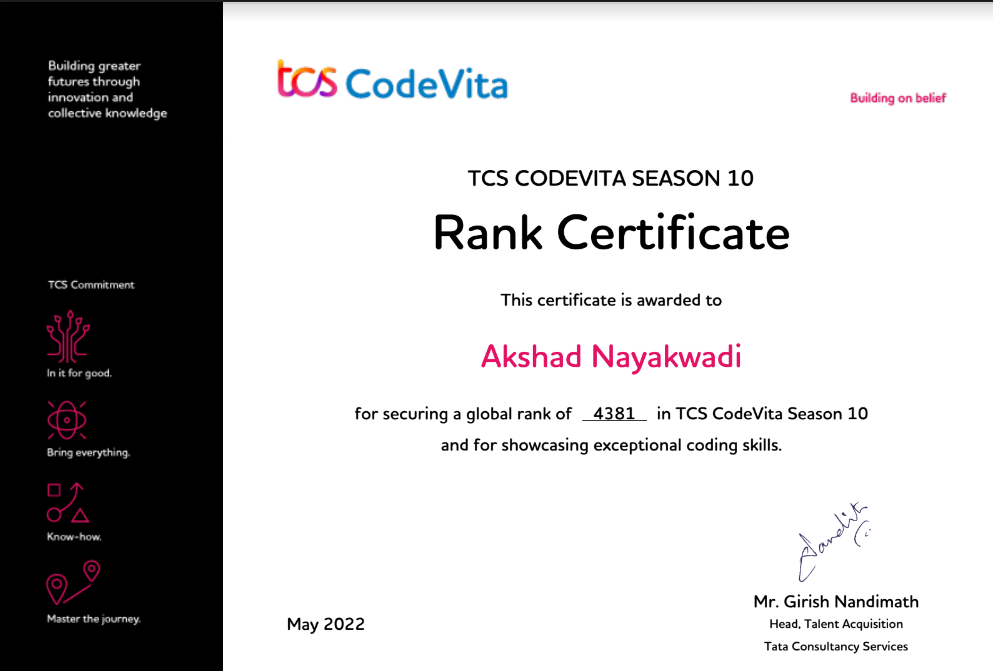 Building greater
futures through
innovation and
collective knowledge
TCS Commitment
In it for good.
Bring everything.
Know-how.
Master the journey.
tcs CodeVita
Building on belief
TCS CODEVITA SEASON 10
Rank Certificate
This certificate is awarded to
Akshad Nayakwadi
for securing a global rank of 4381 in TCS CodeVita Season 10
and for showcasing exceptional coding skills.
May 2022
Mr. Girish Nandimath
Head, Talent Acquisition
Tata Consultancy Services